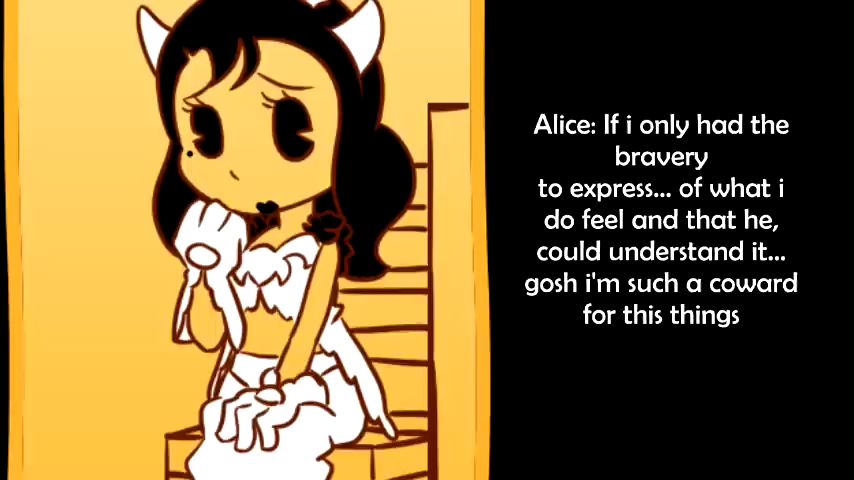 Alice: If i only had the
bravery
to express... of what i
do feel and that he,
could understand it...
gosh i'm such a coward
for this things